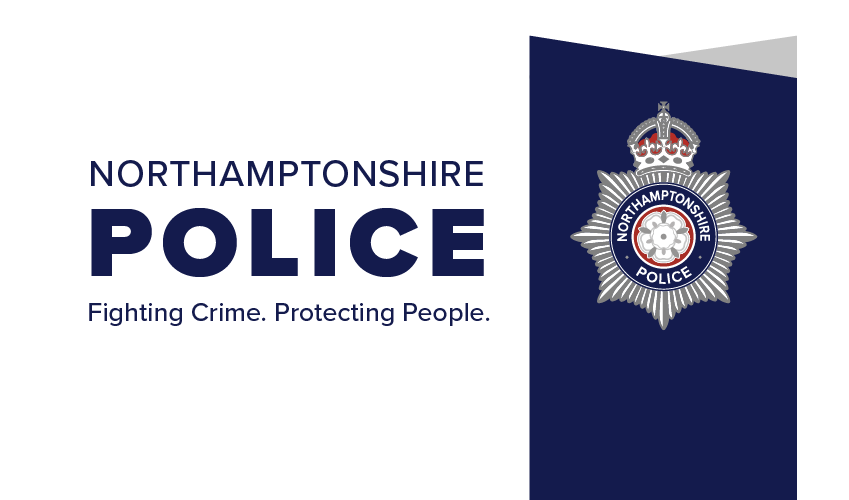 NORTHAMPTONSHIRE
POLICE
Fighting Crime. Protecting People.
NORTHAMPTONSHIRE
POLICE